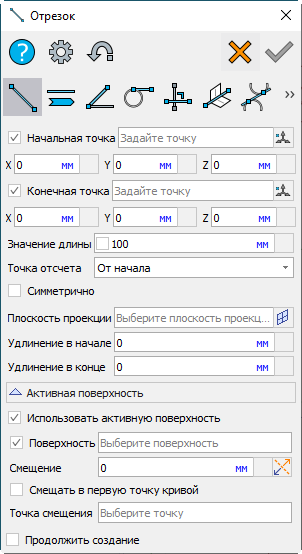 Отрезок
Начальная точка Задайте точку
X 0 мм Y 0 мм Z 0 мм
Конечная точка Задайте точку
X 0 мм Y 0 мм Z 0 мм
Значение длины 100 мм
Точка отсчета От начала
Симметрично
Плоскость проекции Выберите плоскость проекц...
Удлинение в начале 0 мм
Удлинение в конце 0 мм
Активная поверхность
Использовать активную поверхность
Поверхность Выберите поверхность
Смещение 0 мм
Смещать в первую точку кривой
Точка смещения Выберите точку
Продолжить создание